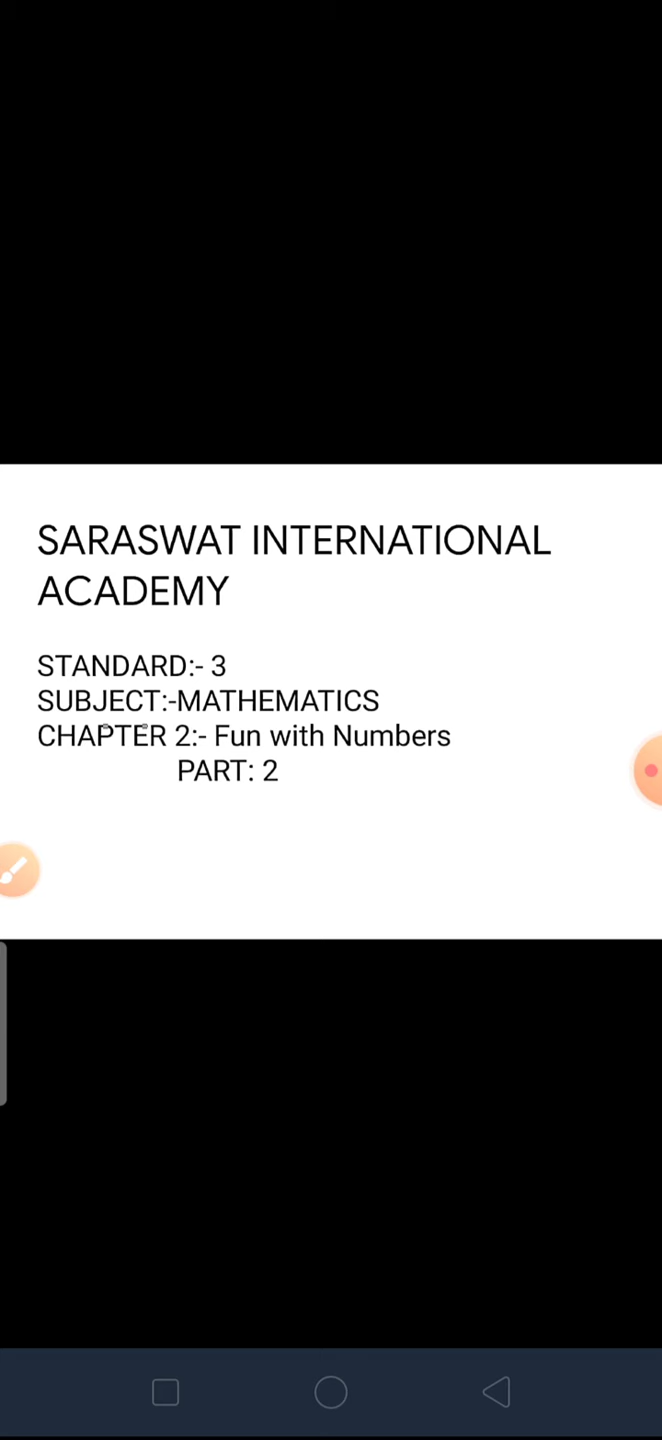 SARASWAT INTERNATIONAL
ACADEMY
STANDARD:- 3
SUBJECT:-MATHEMATICS
CHAPTER 2:- Fun with Numbers
PART: 2